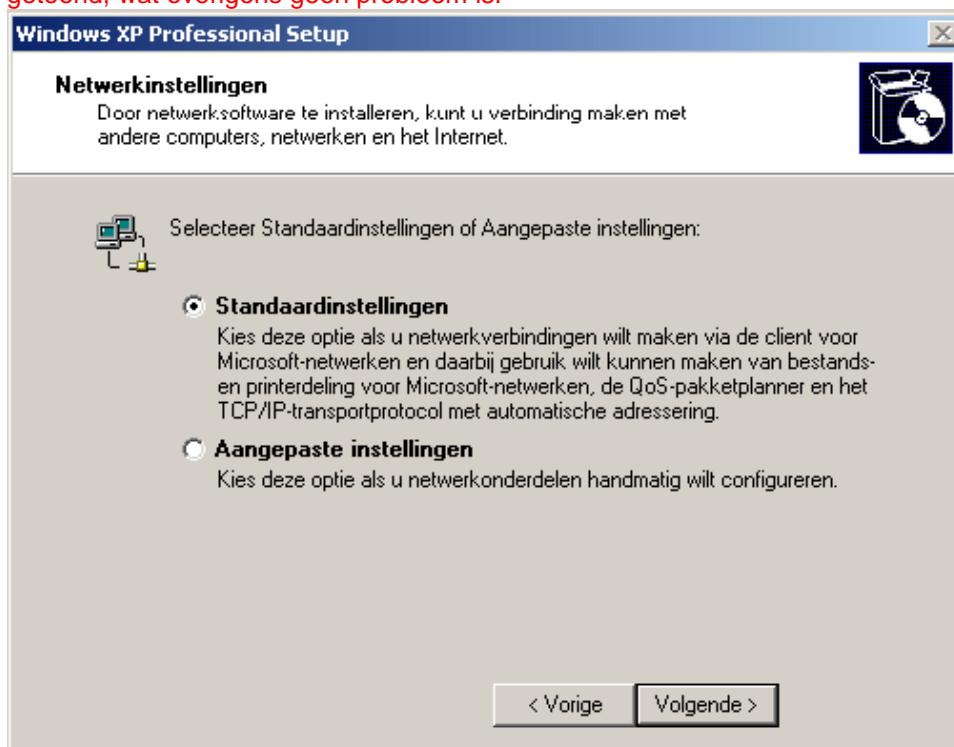 getoond, wat overigens geen probleem is.
Windows XP Professional Setup
Netwerkinstellingen
Door netwerksoftware te installeren, kunt u verbinding maken met
andere computers, netwerken en het Internet.
Selecteer Standaardinstellingen of Aangepaste instellingen:
Standaardinstellingen
Kies deze optie als u netwerkverbindingen wilt maken via de client voor
Microsoft-netwerken en daarbij gebruik wilt kunnen maken van bestands-
en printerdeling voor Microsoft-netwerken, de QoS-pakketplanner en het
TCP/IP-transportprotocol met automatische adressering.
Aangepaste instellingen
Kies deze optie als u netwerkonderdelen handmatig wilt configureren.
< Vorige
Volgende >